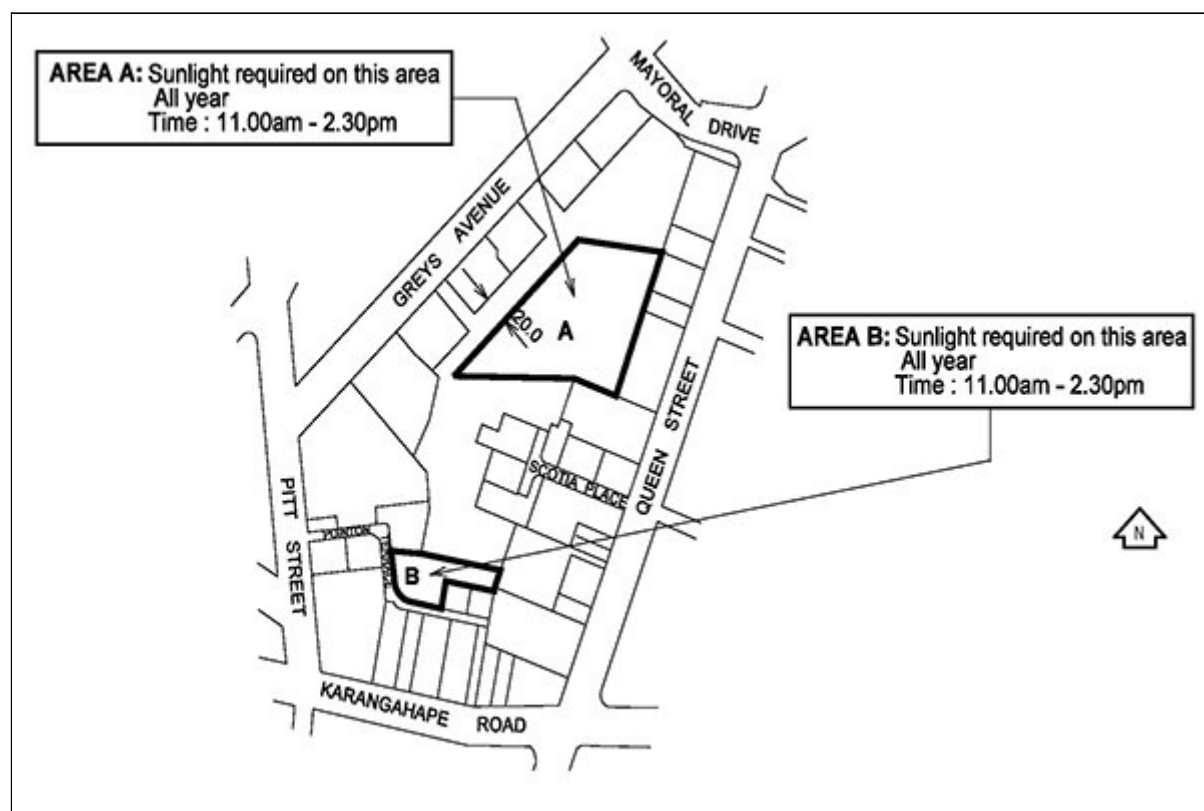 AREA A: Sunlight required on this area
All year
Time : 11.00am - 2.30pm
MAYORAL DRIVE
GREYS AVENUE
20.0
A
AREA B: Sunlight required on this area
All year
Time : 11.00am - 2.30pm
QUEEN STREET
SCOTIA PLACE
PITT STREET
N
B
KARANGAHAPE ROAD